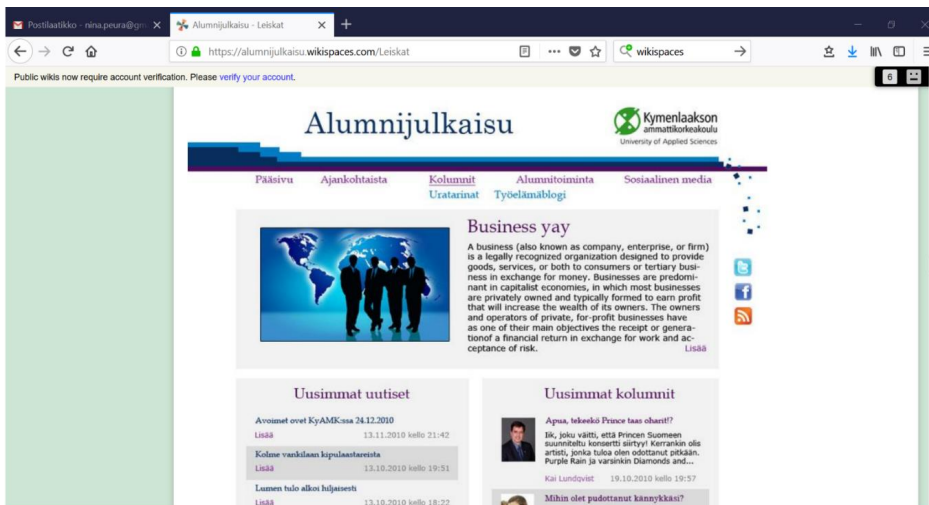 Postilaatikko - nina.peura@gm
Alumnijulkaisu - Leiskat
https://alumnijulkaisu.wikispaces.com/Leiskat
wikispaces
Public wikis now require account verification. Please verify your account.
6
Alumnijulkaisu
Kymenlaakson
ammattikorkeakoulu
University of Applied Sciences
Pääsivu Ajankohtaista Kolumnit Alumnitoiminta Sosiaalinen media
Uratarinat Työelämäblogi
Business yay
A business (also known as company, enterprise, or firm)
is a legally recognized organization designed to provide
goods, services, or both to consumers or tertiary busi-
ness in exchange for money. Businesses are predomi-
nant in capitalist economies, in which most businesses
are privately owned and typically formed to earn profit
that will increase the wealth of its owners. The owners
and operators of private, for-profit businesses have
as one of their main objectives the receipt or genera-
tionof a financial return in exchange for work and ac-
ceptance of risk. Lisää
Uusimmat uutiset
Avoimet ovet KyAMK:ssa 24.12.2010
Lisää 13.11.2010 kello 21:42
Kolme vankilaan kipulaastareista
Lisää 13.10.2010 kello 19:51
Lumen tulo alkoi hiljaisesti
Lisää 13.10.2010 kello 18:22
Uusimmat kolumnit
Apua, tekeekö Prince taas oharit!?
Iik, joku väitti, että Princen Suomeen
suunniteltu konsertti siirtyy! Kerrankin olis
artisti, jonka tuloa olen odottanut pitkään.
Purple Rain ja varsinkin Diamonds and...
Kai Lundqvist 19.10.2010 kello 19:57
Mihin olet pudottanut kännykkäsi?